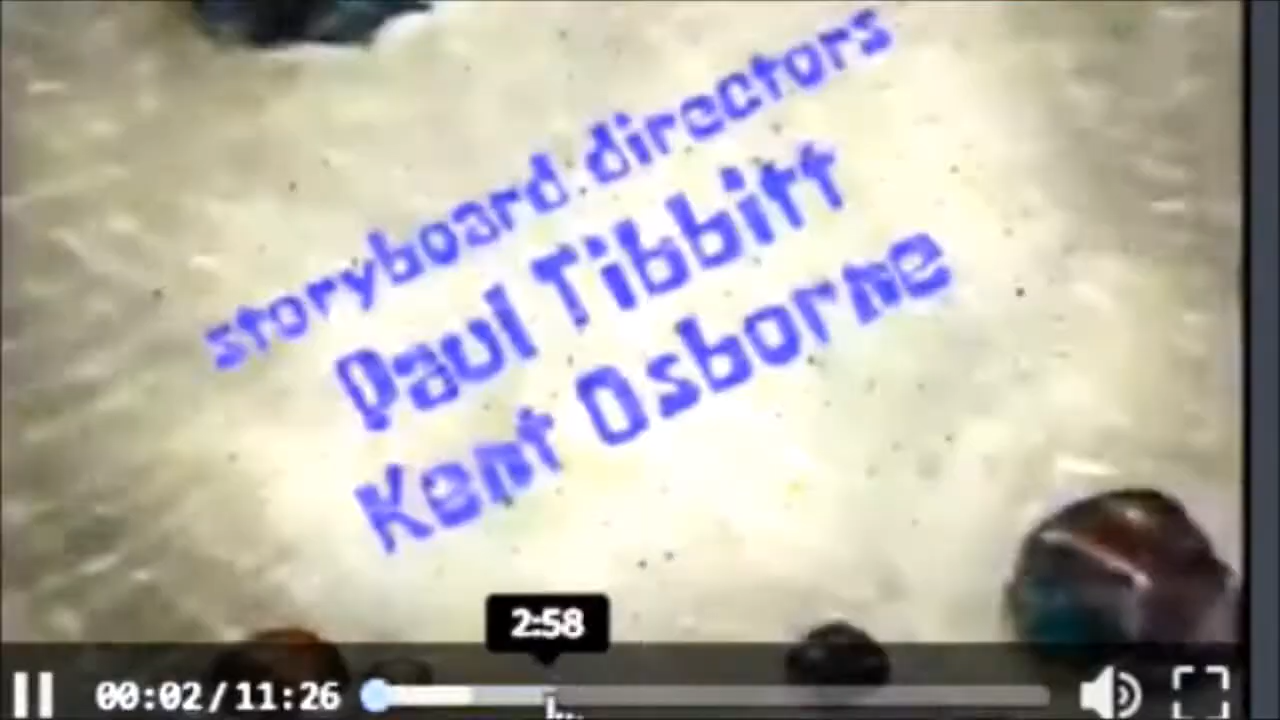 storyboard directors
Paul Tibbitt
Kent Osborne
2:58
00:02/11:26